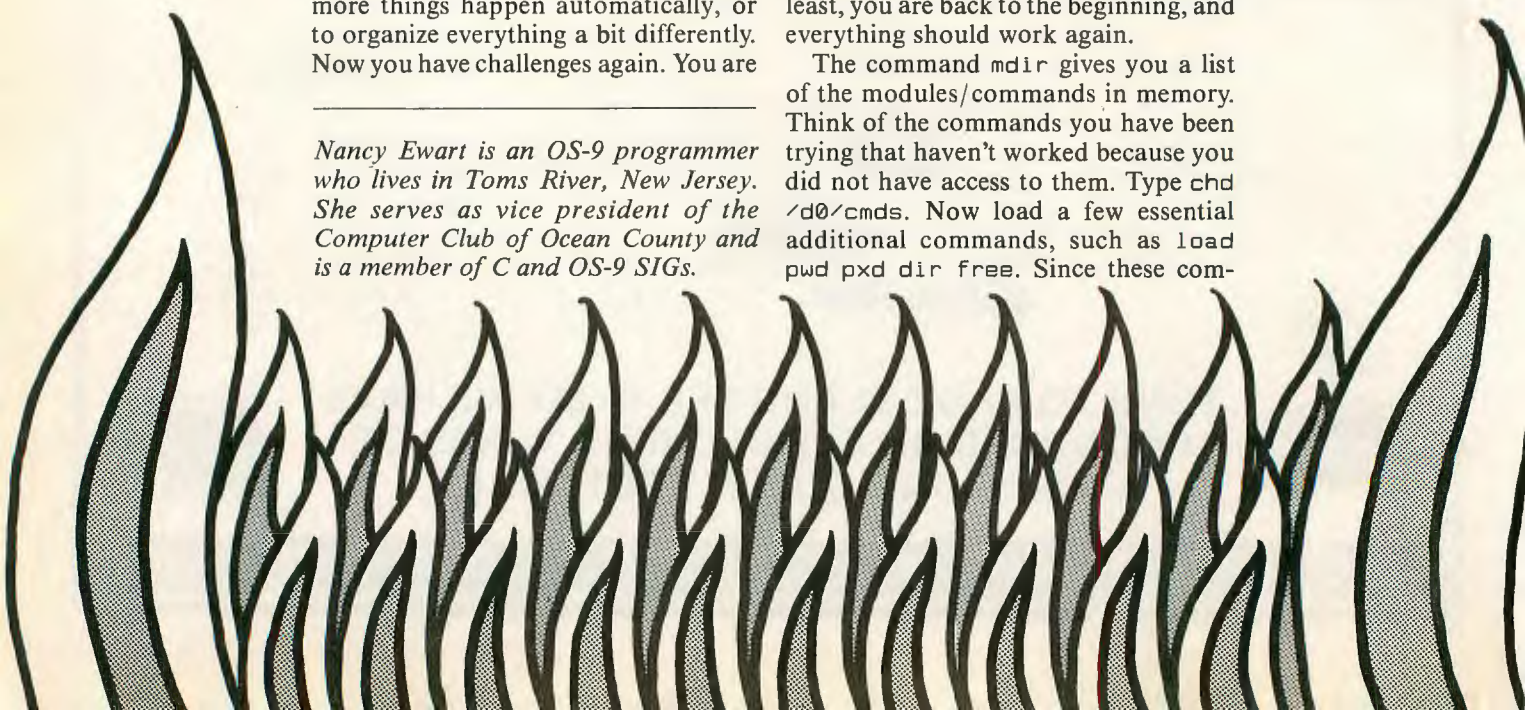 more things happen automatically, or
to organize everything a bit differently.
Now you have challenges again. You are
Nancy Ewart is an OS-9 programmer
who lives in Toms River, New Jersey.
She serves as vice president of the
Computer Club of Ocean County and
is a member of C and OS-9 SIGs.
least, you are back to the beginning, and
everything should work again.
The command mdir gives you a list
of the modules/commands in memory.
Think of the commands you have been
trying that haven't worked because you
did not have access to them. Type chd
/d0/cmds. Now load a few essential
additional commands, such as load
pwd pxd dir free. Since these com-